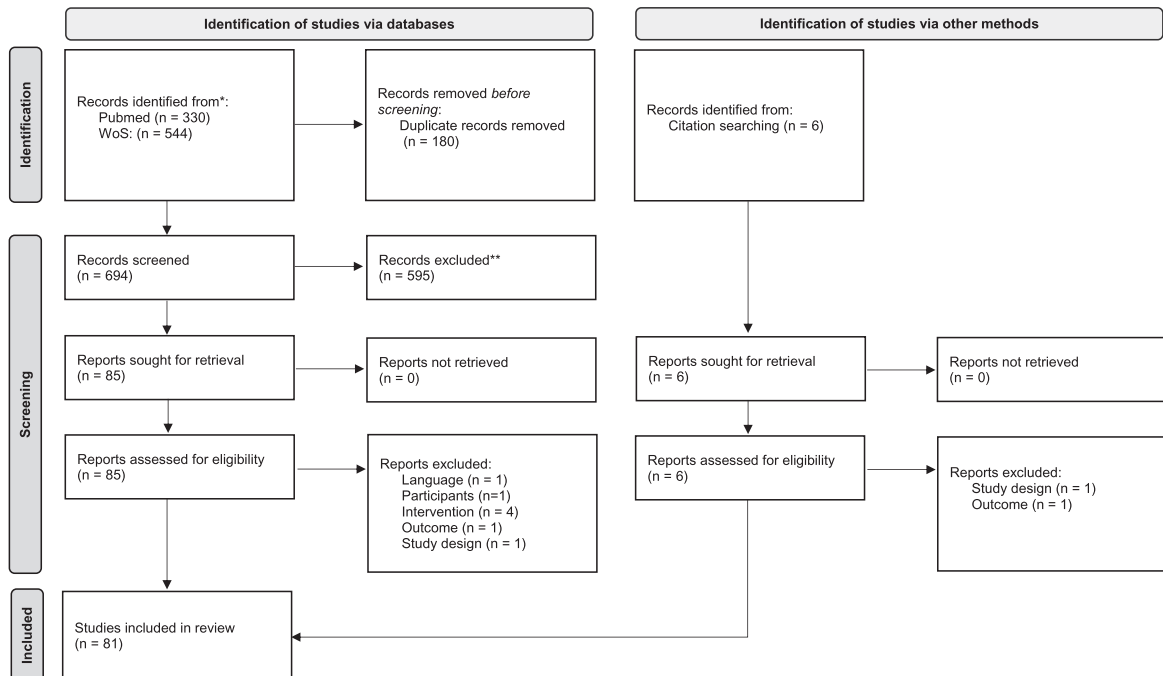 Identification of studies via databases
Identification of studies via other methods
Identification
Records identified from*:
Pubmed (n = 330)
WoS: (n = 544)
Records removed before
screening:
Duplicate records removed
(n = 180)
Records identified from:
Citation searching (n = 6)
Screening
Records screened
(n = 694)
Records excluded**
(n = 595)
Reports sought for retrieval
(n = 85)
Reports not retrieved
(n = 0)
Reports sought for retrieval
(n = 6)
Reports not retrieved
(n = 0)
Reports assessed for eligibility
(n = 85)
Reports excluded:
Language (n = 1)
Participants (n=1)
Intervention (n = 4)
Outcome (n = 1)
Study design (n = 1)
Reports assessed for eligibility
(n = 6)
Reports excluded:
Study design (n = 1)
Outcome (n = 1)
Included
Studies included in review
(n = 81)